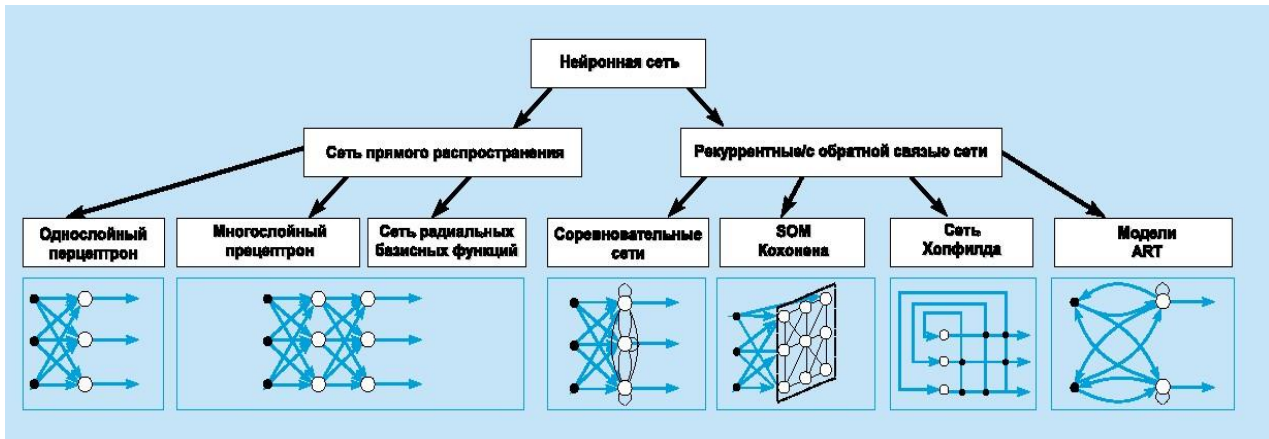 Нейронная сеть
Сеть прямого распространения
Рекуррентные/с обратной связью сети
Однослойный
перцептрон
Многослойный
прецептрон
Сеть радиальных
базисных функций
Соревновательные
сети
SOM
Кохонена
Сеть
Хопфилда
Модели
ART